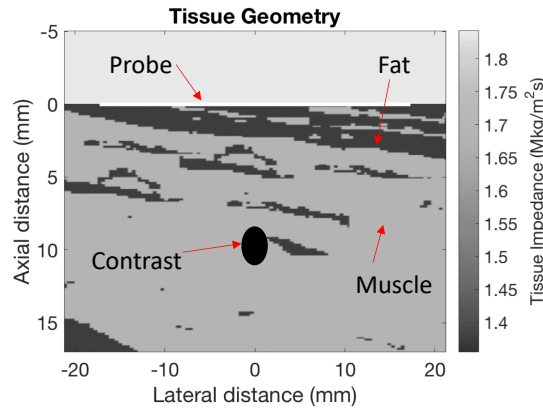 Tissue Geometry
Probe
Fat
Contrast
Muscle
-5
0
5
10
15
Axial distance (mm)
-20
-10
0
10
20
Lateral distance (mm)
1.8
1.75
1.7
1.65
1.6
1.55
1.5
1.45
1.4
Tissue Impedance (Mkg/m²s)